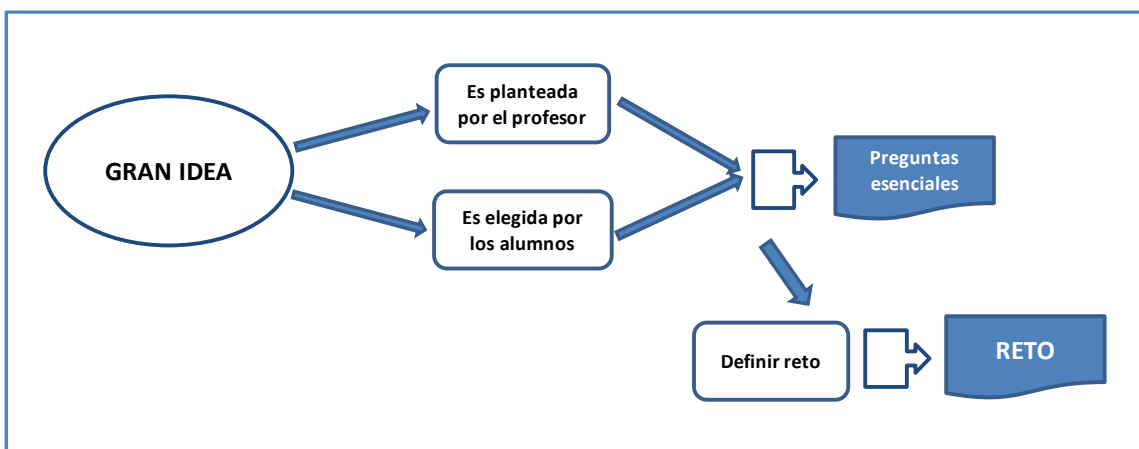 GRAN IDEA
Es planteada
por el profesor
Es elegida por
los alumnos
Preguntas
esenciales
Definir reto
RETO